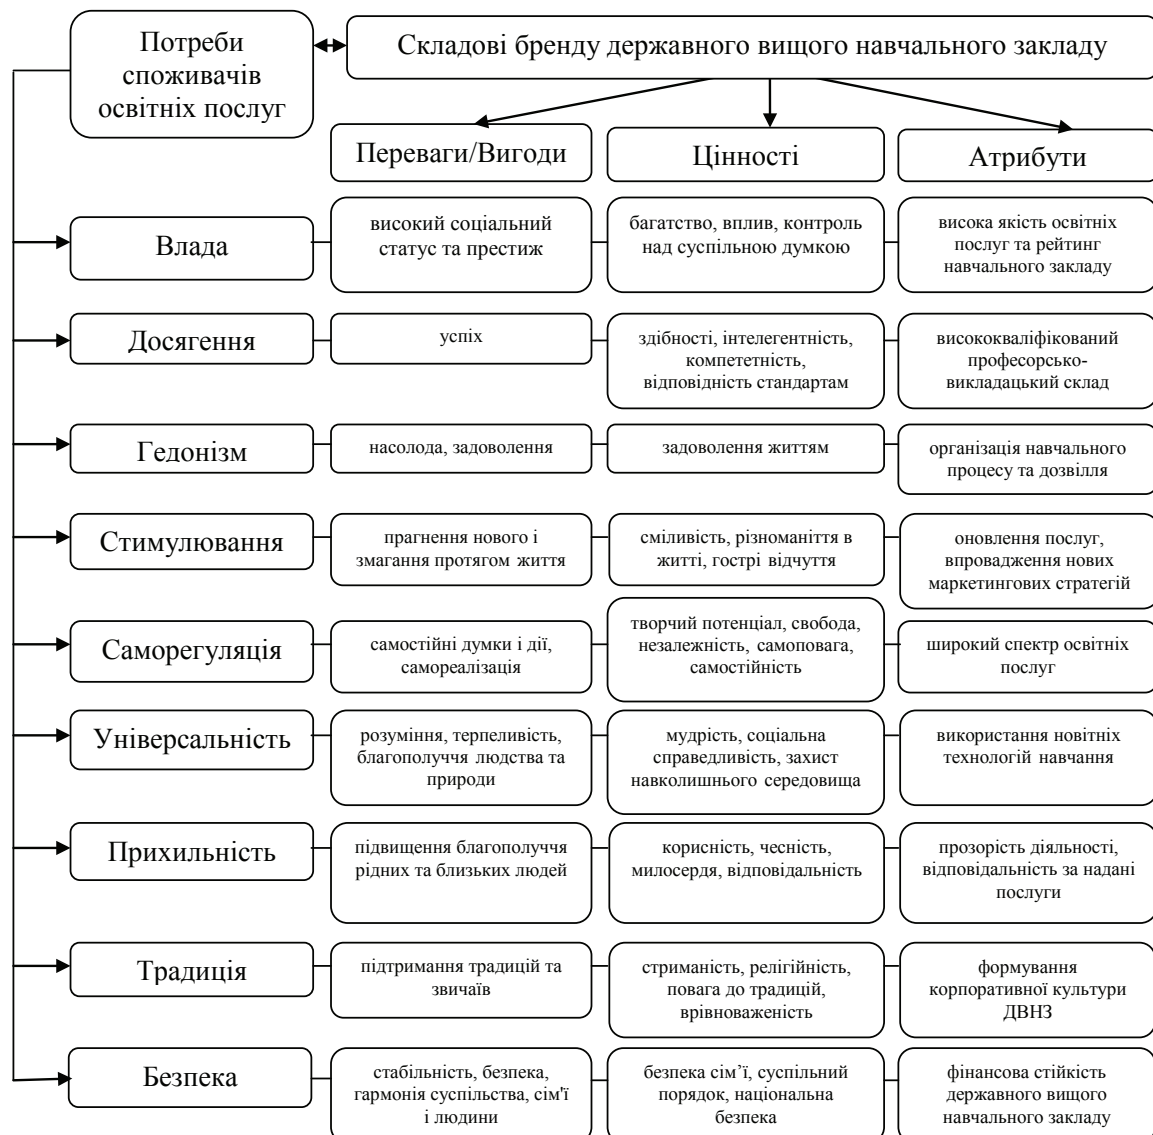 Потреби
споживачів
освітніх послуг
Складові бренду державного вищого навчального закладу
Переваги/Вигоди
Цінності
Атрибути
Влада
високий соціальний
статус та престиж
багатство, вплив, контроль
над суспільною думкою
висока якість освітніх
послуг та рейтинг
навчального закладу
Досягення
успіх
здібності, інтелегентність,
компететність,
відповідність стандартам
висококваліфікований
професорсько-
викладацький склад
Гедонізм
насолода, задоволення
задоволення життям
організація навчального
процесу та дозвілля
Стимулювання
прагнення нового і
змагання протягом життя
сміливість, різноманіття в
житті, гострі відчуття
оновлення послуг,
впровадження нових
маркетингових стратегій
Саморегуляція
самостійні думки і дії,
самореалізація
творчий потенціал, свобода,
незалежність, самоповага,
самостійність
широкий спектр освітніх
послуг
Універсальність
розуміння, терпеливість,
благополуччя людства та
природи
мудрість, соціальна
справедливість, захист
навколишнього середовища
використання новітніх
технологій навчання
Прихильність
підвищення благополуччя
рідних та близьких людей
корисність, чесність,
милосердя, відповідальність
прозорість діяльності,
відповідальність за надані
послуги
Традиція
підтримання традицій та
звичаїв
стриманість, релігійність,
повага до традицій,
врівноваженість
формування
корпоративної культури
ДВНЗ
Безпека
стабільність, безпека,
гармонія суспільства, сім'ї
і людини
безпека сім’ї, суспільний
порядок, національна
безпека
фінансова стійкість
державного вищого
навчального закладу